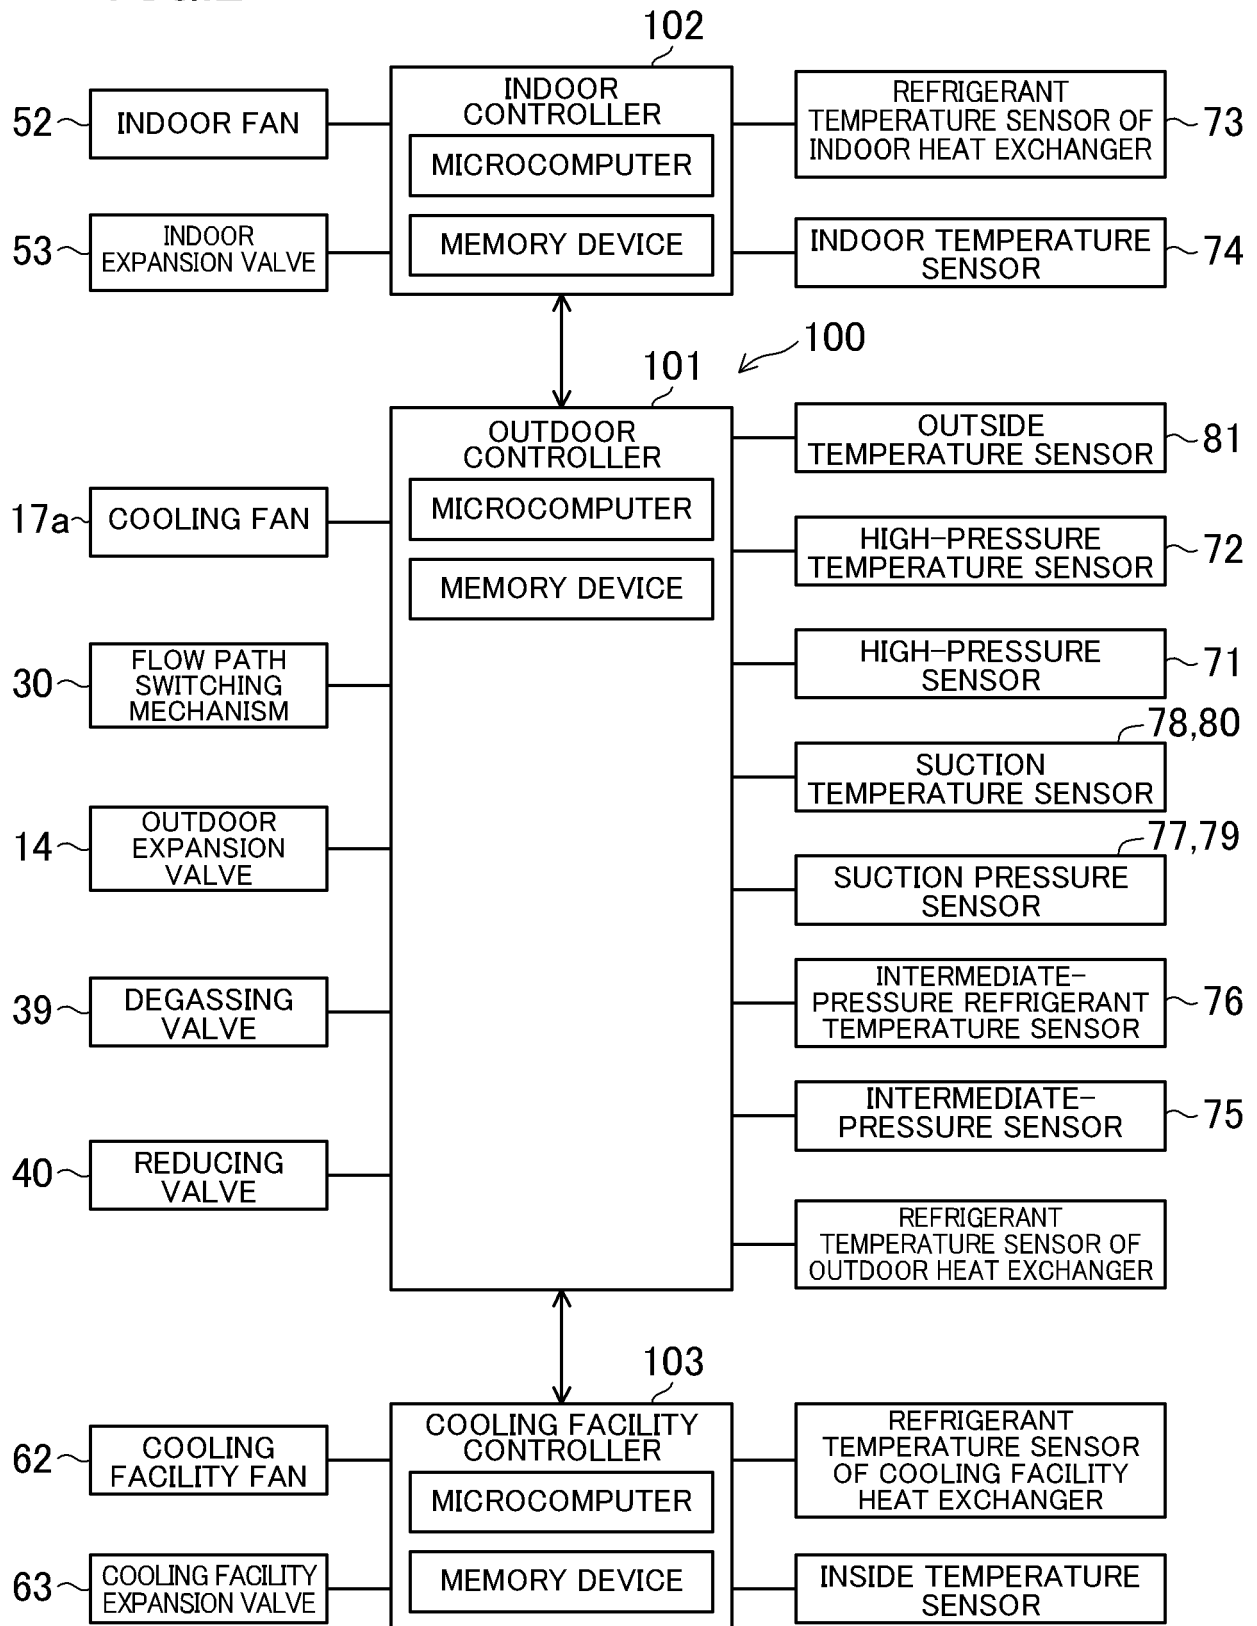 102
INDOOR
CONTROLLER
MICROCOMPUTER
MEMORY DEVICE
52
INDOOR FAN
53
INDOOR
EXPANSION VALVE
REFRIGERANT
TEMPERATURE SENSOR OF
INDOOR HEAT EXCHANGER
73
INDOOR TEMPERATURE
SENSOR
74
100
101
OUTDOOR
CONTROLLER
MICROCOMPUTER
MEMORY DEVICE
17a
COOLING FAN
30
FLOW PATH
SWITCHING
MECHANISM
14
OUTDOOR
EXPANSION
VALVE
39
DEGASSING
VALVE
40
REDUCING
VALVE
OUTSIDE
TEMPERATURE SENSOR
81
HIGH-PRESSURE
TEMPERATURE SENSOR
72
HIGH-PRESSURE
SENSOR
71
78,80
SUCTION
TEMPERATURE SENSOR
77,79
SUCTION PRESSURE
SENSOR
INTERMEDIATE-
PRESSURE REFRIGERANT
TEMPERATURE SENSOR
76
INTERMEDIATE-
PRESSURE SENSOR
75
REFRIGERANT
TEMPERATURE SENSOR OF
OUTDOOR HEAT EXCHANGER
103
COOLING FACILITY
CONTROLLER
MICROCOMPUTER
MEMORY DEVICE
62
COOLING
FACILITY FAN
63
COOLING FACILITY
EXPANSION VALVE
REFRIGERANT
TEMPERATURE SENSOR
OF COOLING FACILITY
HEAT EXCHANGER
INSIDE TEMPERATURE
SENSOR